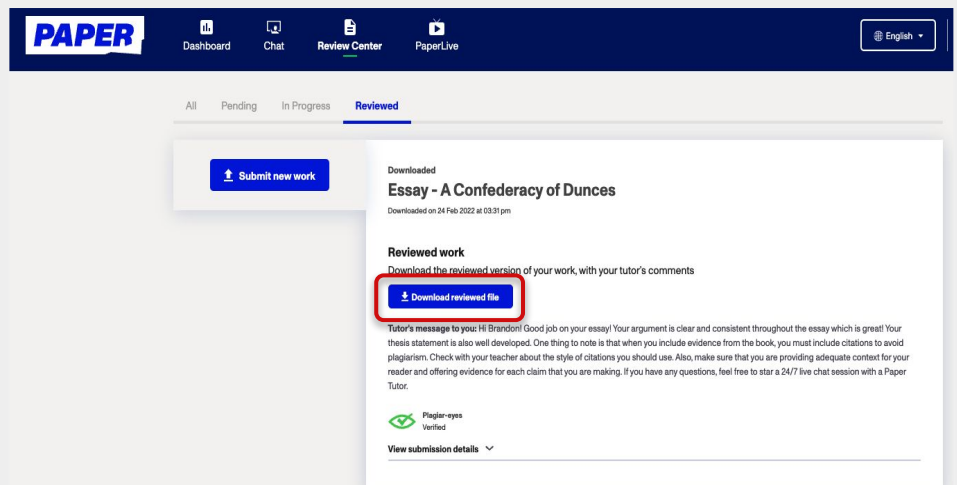 PAPER
Dashboard
Chat
Review Center
PaperLive
English
All
Pending
In Progress
Reviewed
Submit new work
Downloaded
Essay - A Confederacy of Dunces
Downloaded on 24 Feb 2022 at 03:31 pm
Reviewed work
Download the reviewed version of your work, with your tutor's comments
Download reviewed file
Tutor's message to you: Hi Brandon! Good job on your essay! Your argument is clear and consistent throughout the essay which is great! Your
thesis statement is also well developed. One thing to note is that when you include evidence from the book, you must include citations to avoid
plagiarism. Check with your teacher about the style of citations you should use. Also, make sure that you are providing adequate context for your
reader and offering evidence for each claim that you are making. If you have any questions, feel free to star a 24/7 live chat session with a Paper
Tutor.
Plagiar-eyes
Verified
View submission details